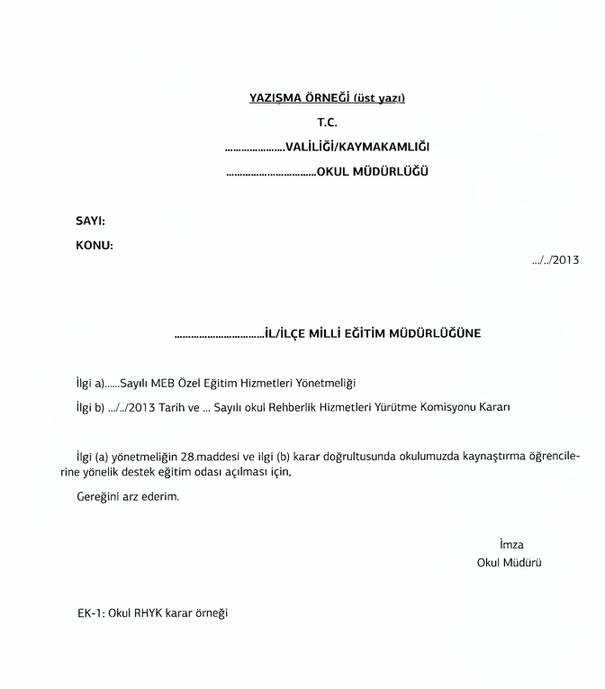 YAZIŞMA ÖRNEĞİ (üst yazı)
T.C.
......................VALİLİĞİ/KAYMAKAMLIĞI
.................................OKUL MÜDÜRLÜĞÜ
SAYI:
KONU:
.../../2013
.................................İL/İLÇE MİLLİ EĞİTİM MÜDÜRLÜĞÜNE
İlgi a)......Sayılı MEB Özel Eğitim Hizmetleri Yönetmeliği
İlgi b) .../../2013 Tarih ve ... Sayılı okul Rehberlik Hizmetleri Yürütme Komisyonu Kararı
İlgi (a) yönetmeliğin 28.maddesi ve ilgi (b) karar doğrultusunda okulumuzda kaynaştırma öğrencile-
rine yönelik destek eğitim odası açılması için,
Gereğini arz ederim.
İmza
Okul Müdürü
EK-1: Okul RHYK karar örneği